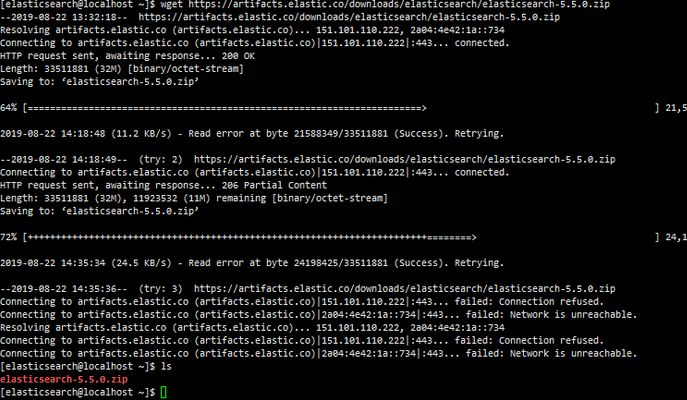 [elasticsearch@localhost ~]$ wget https://artifacts.elastic.co/downloads/elasticsearch/elasticsearch-5.5.0.zip
--2019-08-22 13:32:18--  https://artifacts.elastic.co/downloads/elasticsearch/elasticsearch-5.5.0.zip
Resolving artifacts.elastic.co (artifacts.elastic.co)... 151.101.110.222, 2a04:4e42:1a::734
Connecting to artifacts.elastic.co (artifacts.elastic.co)|151.101.110.222|:443... connected.
HTTP request sent, awaiting response... 200 OK
Length: 33511881 (32M) [binary/octet-stream]
Saving to: ‘elasticsearch-5.5.0.zip’
64% [======================================================================> ] 21,5
2019-08-22 14:18:48 (11.2 KB/s) - Read error at byte 21588349/33511881 (Success). Retrying.
--2019-08-22 14:18:49--  (try: 2)  https://artifacts.elastic.co/downloads/elasticsearch/elasticsearch-5.5.0.zip
Connecting to artifacts.elastic.co (artifacts.elastic.co)|151.101.110.222|:443... connected.
HTTP request sent, awaiting response... 206 Partial Content
Length: 33511881 (32M), 11923532 (11M) remaining [binary/octet-stream]
Saving to: ‘elasticsearch-5.5.0.zip’
72% [+++++++++++++++++++++++++++++++++++++++++++++++++++++++++++++++++++++++========> ] 24,1
2019-08-22 14:35:34 (24.5 KB/s) - Read error at byte 24198425/33511881 (Success). Retrying.
--2019-08-22 14:35:36--  (try: 3)  https://artifacts.elastic.co/downloads/elasticsearch/elasticsearch-5.5.0.zip
Connecting to artifacts.elastic.co (artifacts.elastic.co)|151.101.110.222|:443... failed: Connection refused.
Connecting to artifacts.elastic.co (artifacts.elastic.co)|2a04:4e42:1a::734|:443... failed: Network is unreachable.
Resolving artifacts.elastic.co (artifacts.elastic.co)... 151.101.110.222, 2a04:4e42:1a::734
Connecting to artifacts.elastic.co (artifacts.elastic.co)|151.101.110.222|:443... failed: Connection refused.
Connecting to artifacts.elastic.co (artifacts.elastic.co)|2a04:4e42:1a::734|:443... failed: Network is unreachable.
[elasticsearch@localhost ~]$ ls
elasticsearch-5.5.0.zip
[elasticsearch@localhost ~]$